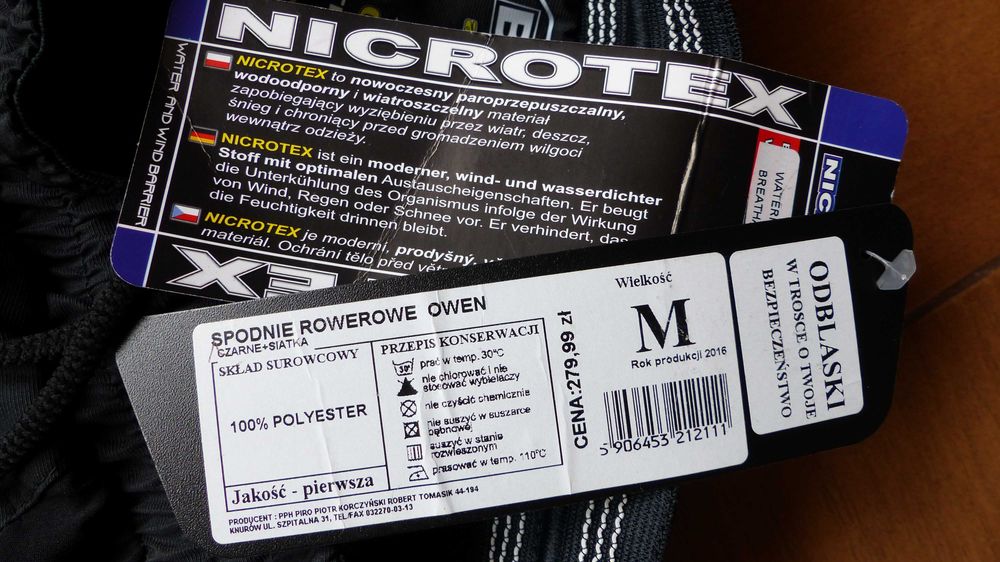 NICROTEX
WATER AND WIND BARRIER
NICROTEX to nowoczesny paroprzepuszczalny,
wodoodporny i wiatroszczelny materiał
zapobiegający wyziębieniu przez wiatr, deszcz,
śnieg i chroniący przed gromadzeniem wilgoci
wewnątrz odzieży.
NICROTEX ist ein moderner, wind- und wasserdichter
Stoff mit optimalen Austauscheigenschaften. Er beugt
die Unterkühlung des Organismus infolge der Wirkung
von Wind, Regen oder Schnee vor. Er verhindert, das
die Feuchtigkeit drinnen bleibt.
NICROTEX je moderní, prodyšný,
materiál. Ochrání tělo před
EX
NIC
WATER
BREATH
SPODNIE ROWEROWE OWEN
CZARNE+SIATKA
SKŁAD SUROWCOWY
100% POLYESTER
Jakość - pierwsza
PRZEPIS KONSERWACJI
30°
prać w temp. 30°C
nie chlorować i nie
stosować wybielaczy
nie czyścić chemicznie
nie suszyć w suszarce
bębnowej
suszyć w stanie
rozwieszonym
prasować w temp. 110°C
PRODUCENT : PPH PIRO PIOTR KORCZYŃSKI ROBERT TOMASIK 44-194
KNURÓW UL. SZPITALNA 31, TEL/FAX 032270-03-13
CENA:279,99 zł
Wielkość
M
Rok produkcji 2016
5 906453 212111
ODBLASKI
W TROSCE O TWOJE
BEZPIECZEŃSTWO